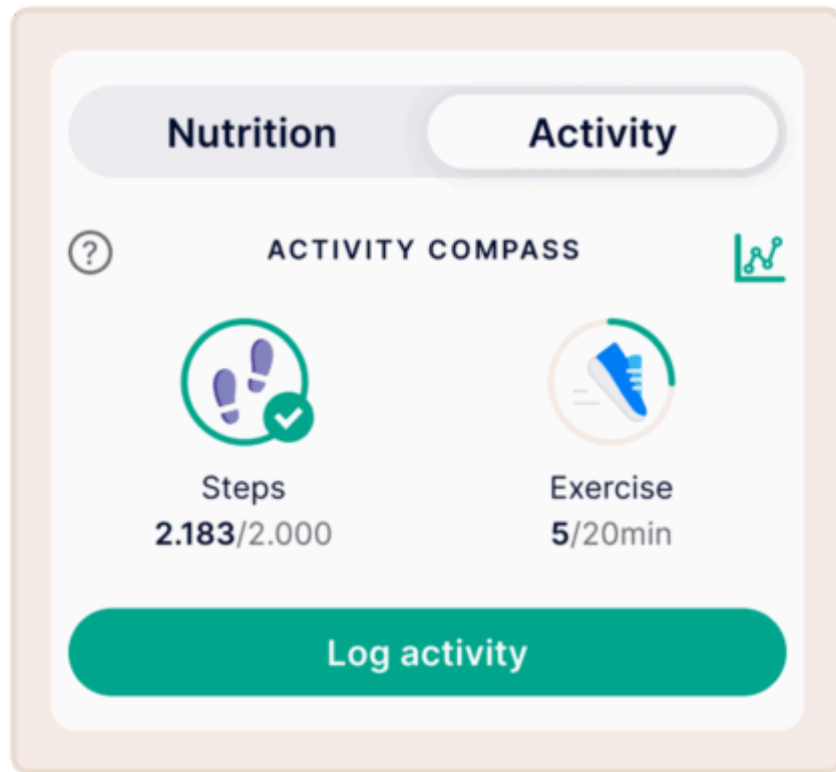 Nutrition Activity
? ACTIVITY COMPASS
Steps Exercise
2.183/2.000 5/20min
Log activity